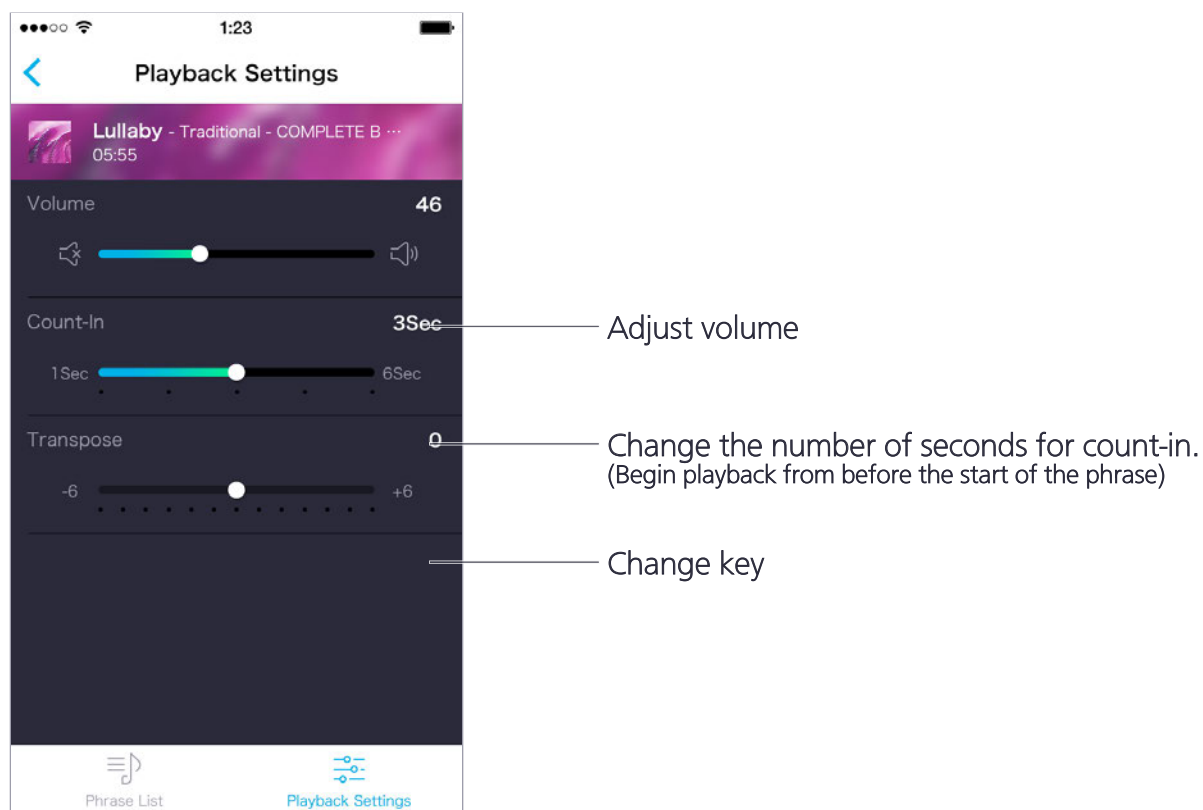 1:23
Playback Settings
Lullaby - Traditional - COMPLETE B ···
05:55
Volume 46
Count-In 3Sec
Adjust volume
1Sec 6Sec
Transpose 0
Change the number of seconds for count-in.
(Begin playback from before the start of the phrase)
-6 +6
Change key
Phrase List Playback Settings